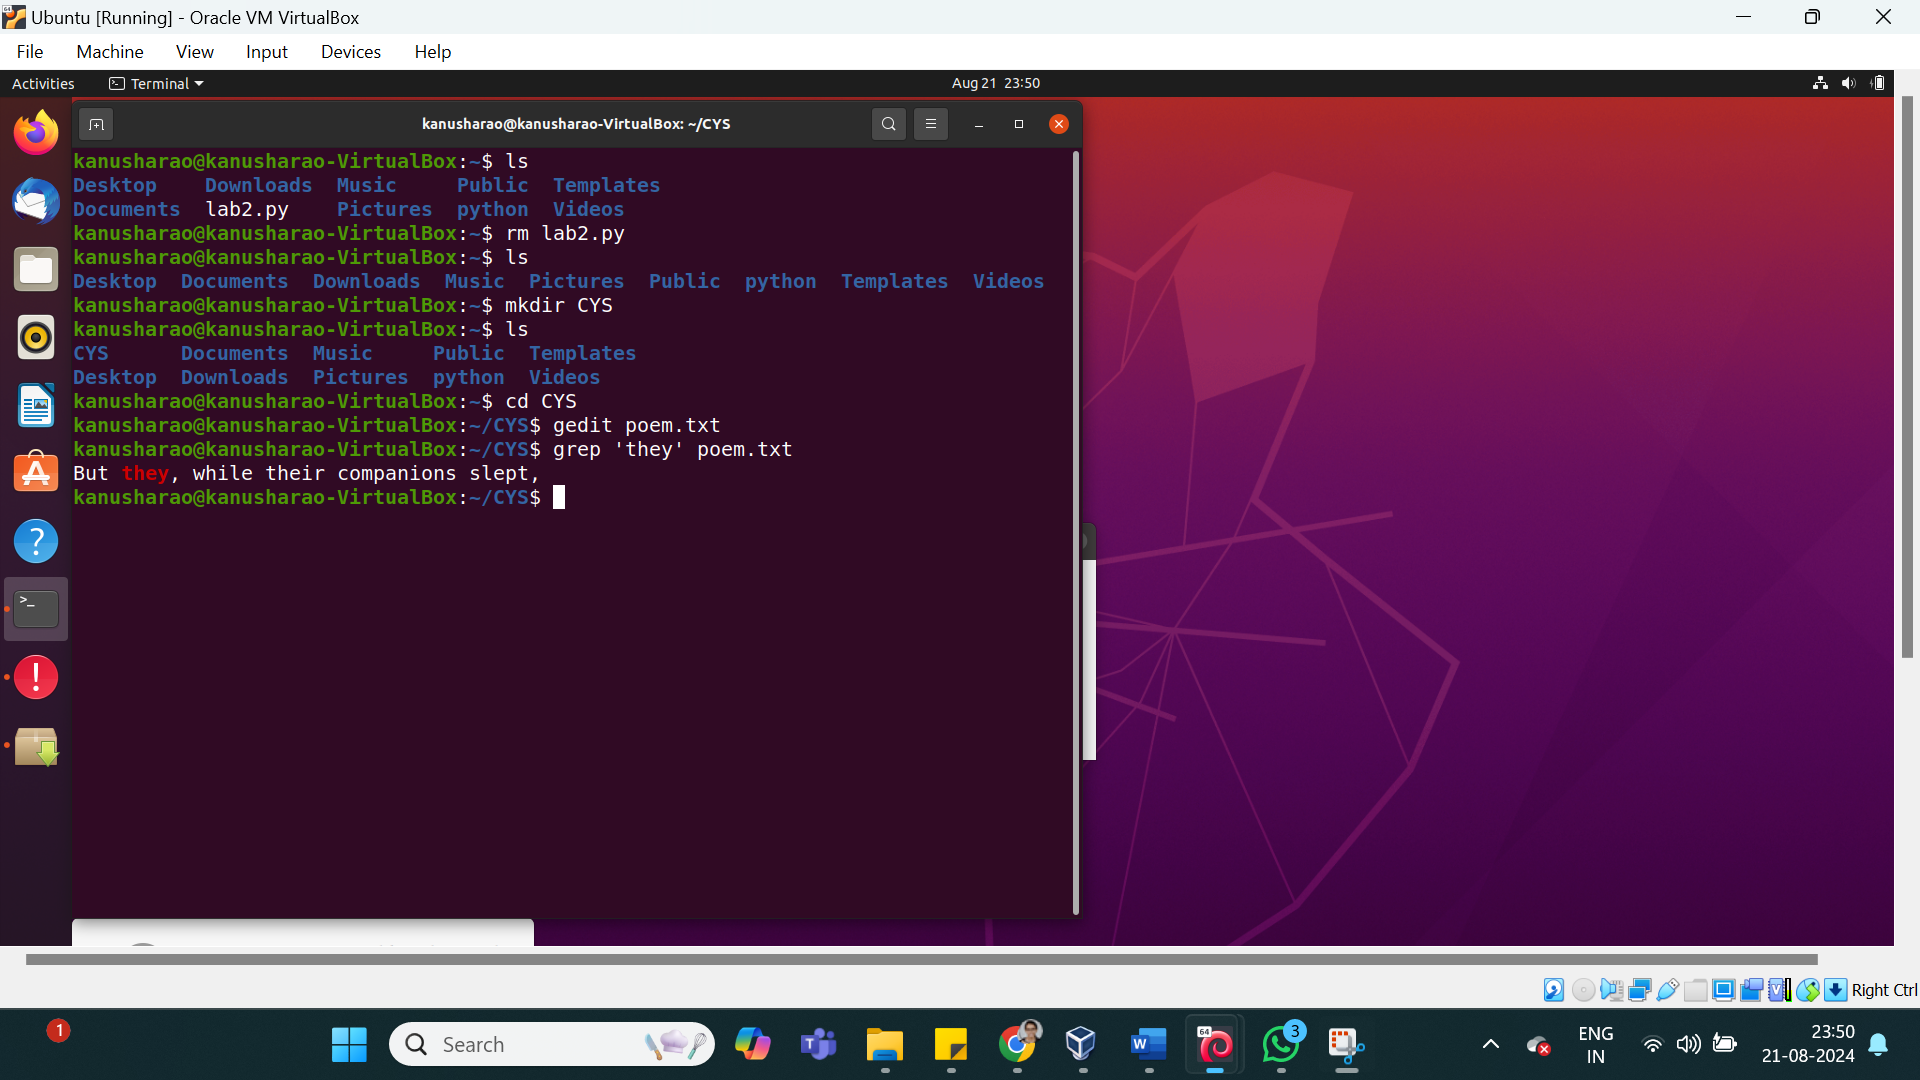 Ubuntu [Running] - Oracle VM VirtualBox
File Machine View Input Devices Help
Activities Terminal Aug 21 23:50
kanusharao@kanusharao-VirtualBox: ~/CYS
kanusharao@kanusharao-VirtualBox:~$ ls
Desktop Downloads Music Public Templates
Documents lab2.py Pictures python Videos
kanusharao@kanusharao-VirtualBox:~$ rm lab2.py
kanusharao@kanusharao-VirtualBox:~$ ls
Desktop Documents Downloads Music Pictures Public python Templates Videos
kanusharao@kanusharao-VirtualBox:~$ mkdir CYS
kanusharao@kanusharao-VirtualBox:~$ ls
CYS Documents Music Public Templates
Desktop Downloads Pictures python Videos
kanusharao@kanusharao-VirtualBox:~$ cd CYS
kanusharao@kanusharao-VirtualBox:~/CYS$ gedit poem.txt
kanusharao@kanusharao-VirtualBox:~/CYS$ grep 'they' poem.txt
But they, while their companions slept,
kanusharao@kanusharao-VirtualBox:~/CYS$
Right Ctrl
1 Search 64 3 ENG 23:50
IN 21-08-2024